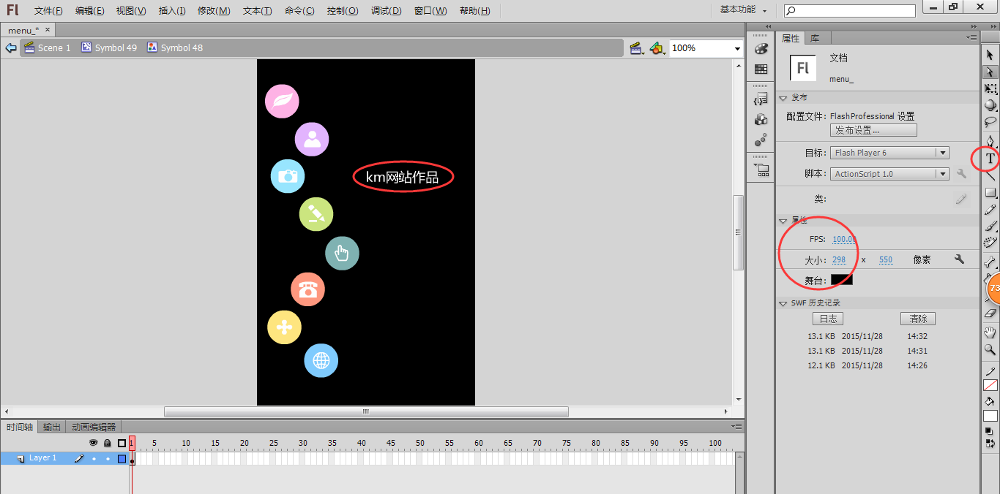 Fl 文件(F) 编辑(E) 视图(V) 插入(I) 修改(M) 文本(T) 命令(C) 控制(O) 调试(D) 窗口(W) 帮助(H) 基本功能
menu_* ×
Scene 1 Symbol 49 Symbol 48 100%
km网站作品
属性 库
Fl
文档
menu_
发布
配置文件: FlashProfessional 设置
发布设置...
目标: Flash Player 6
脚本: ActionScript 1.0
类:
属性
FPS: 100.00
大小: 298 x 550 像素
舞台:
SWF 历史记录
日志 清除
13.1 KB 2015/11/28 14:32
13.1 KB 2015/11/28 14:31
12.1 KB 2015/11/28 14:26
T
73
时间轴 输出 动画编辑器
1 5 10 15 20 25 30 35 40 45 50 55 60 65 70 75 80 85 90 95 100
Layer 1